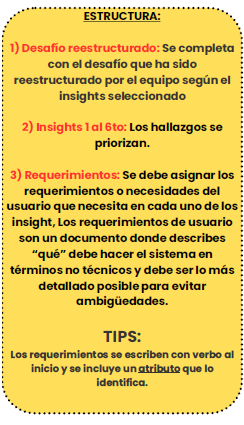 ESTRUCTURA:
1) Desafío reestructurado: Se completa
con el desafío que ha sido
reestructurado por el equipo según el
insights seleccionado
2) Insights 1 al 6to: Los hallazgos se
priorizan.
3) Requerimientos: Se debe asignar los
requerimientos o necesidades del
usuario que necesita en cada uno de los
insight, Los requerimientos de usuario
son un documento donde describes
“qué” debe hacer el sistema en
términos no técnicos y debe ser lo más
detallado posible para evitar
ambigüedades.
TIPS:
Los requerimientos se escriben con verbo al
inicio y se incluye un atributo que lo
identifica.